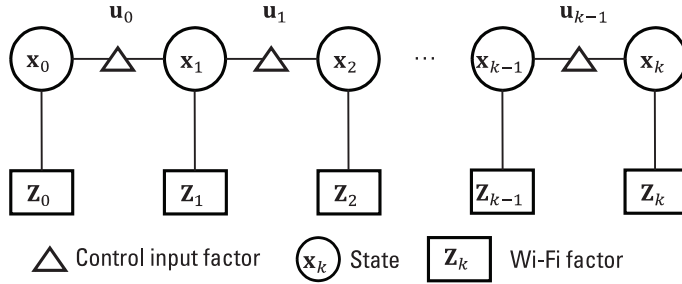 u₀ u₁ uₖ₋₁
x₀ x₁ x₂ ⋯ xₖ₋₁ xₖ
Z₀ Z₁ Z₂ Zₖ₋₁ Zₖ
Control input factor xₖ State Zₖ Wi-Fi factor